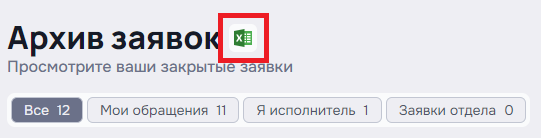 Архив заявок
Просмотрите ваши закрытые заявки
Все 12 Мои обращения 11 Я исполнитель 1 Заявки отдела 0